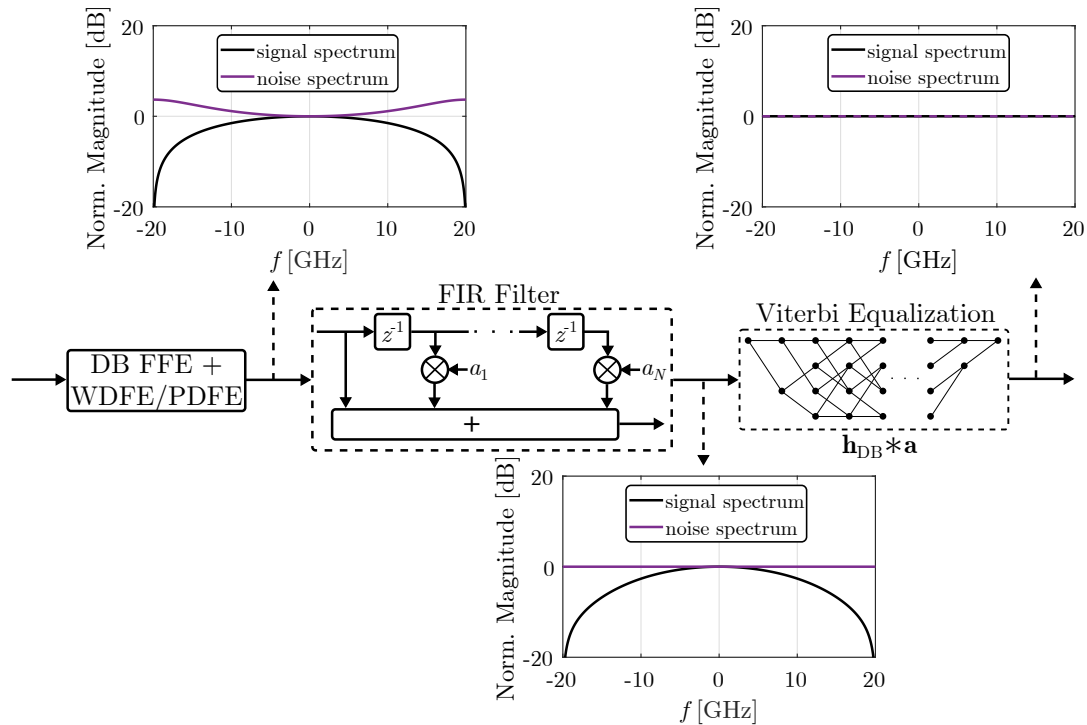 Norm. Magnitude [dB]
20
0
-20
signal spectrum
noise spectrum
-20 -10 0 10 20
f [GHz]
Norm. Magnitude [dB]
20
0
-20
signal spectrum
noise spectrum
-20 -10 0 10 20
f [GHz]
DB FFE +
WDFE/PDFE
FIR Filter
z-1
· · ·
z-1
a1
aN
+
Viterbi Equalization
· · ·
hDB*a
Norm. Magnitude [dB]
20
0
-20
signal spectrum
noise spectrum
-20 -10 0 10 20
f [GHz]